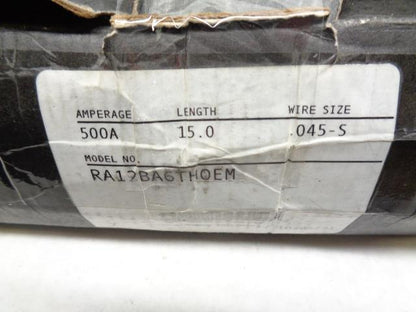 AMPERAGE LENGTH WIRE SIZE
500A 15.0 .045-S
MODEL NO.